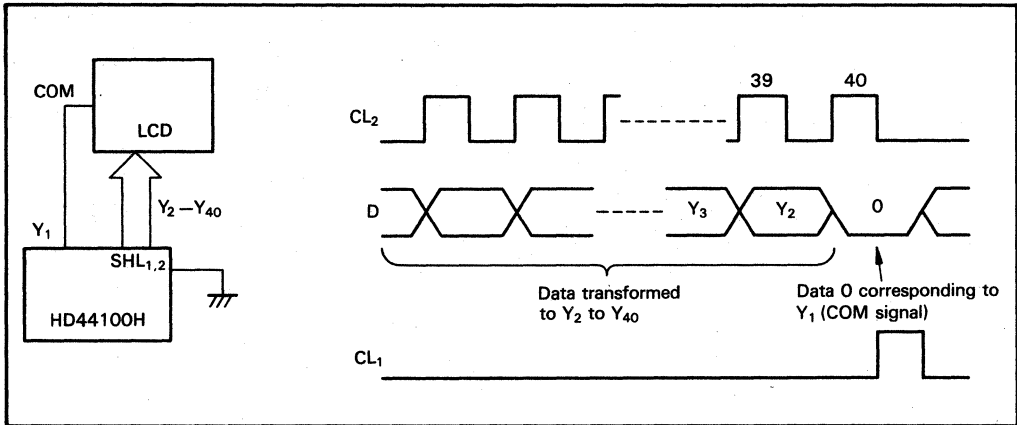 COM
LCD
Y₂–Y₄₀
Y₁
SHL₁,₂
HD44100H
39 40
CL₂
D
Y₃ Y₂ 0
Data transformed
to Y₂ to Y₄₀
Data 0 corresponding to
Y₁ (COM signal)
CL₁